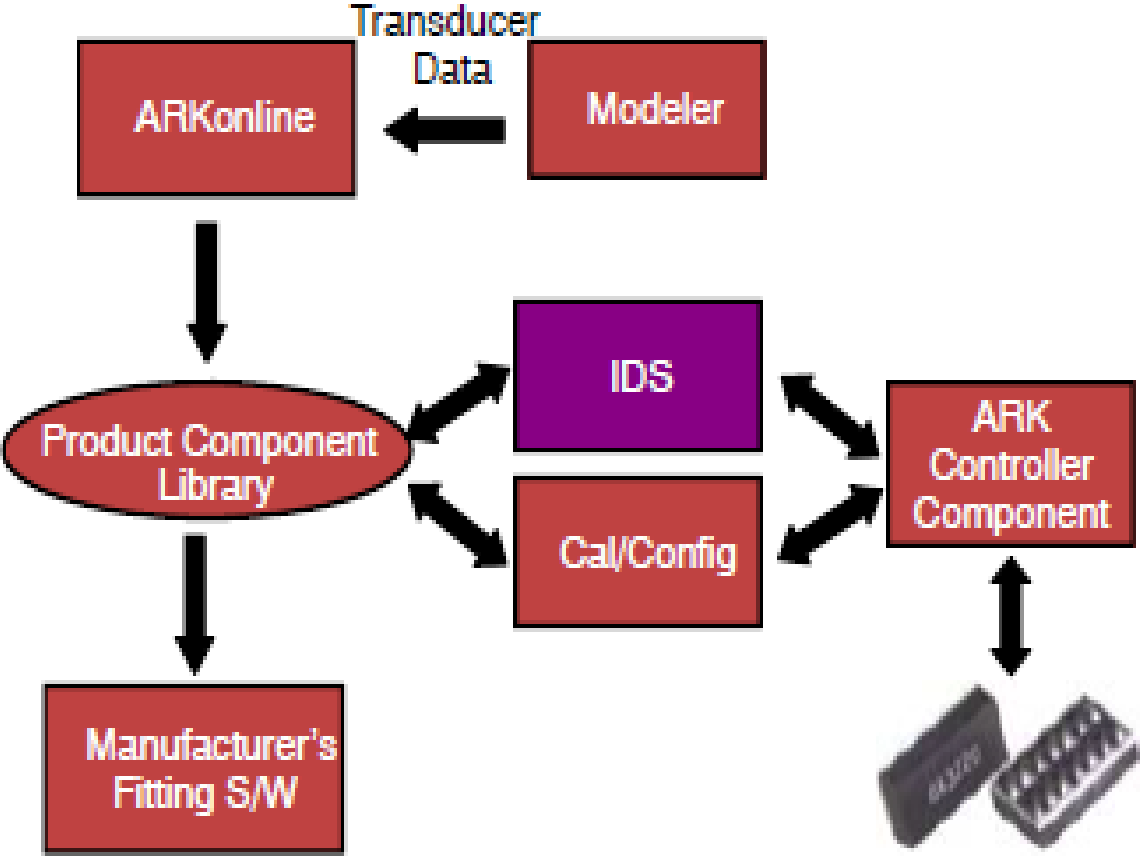 Transducer
Data
ARKonline
Modeler
IDS
Product Component
Library
ARK
Controller
Component
Cal/Config
Manufacturer's
Fitting S/W